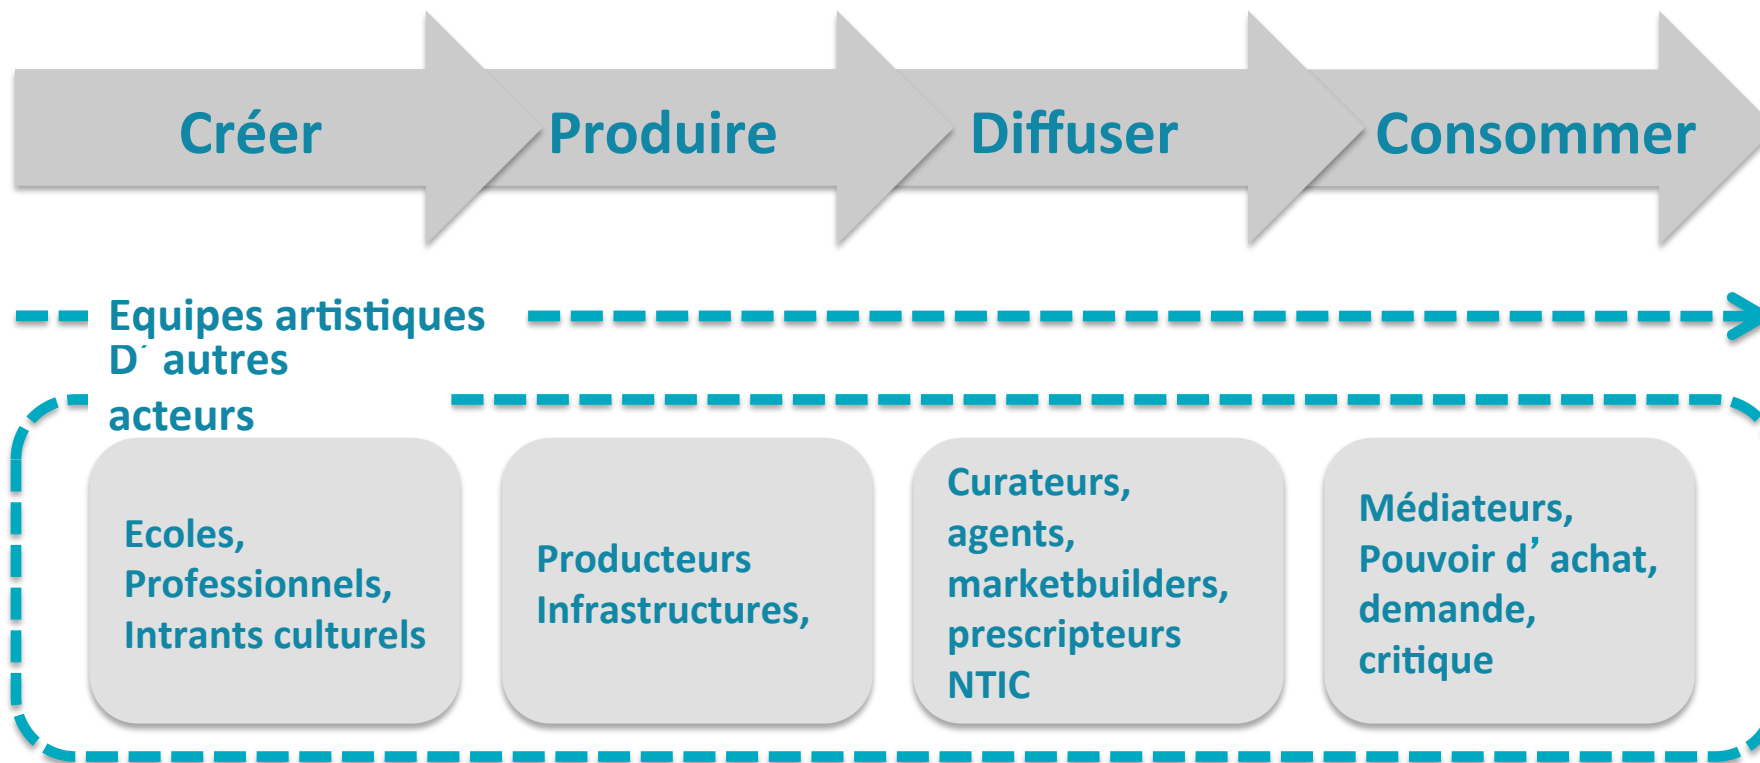 Créer
Produire
Diffuser
Consommer
Equipes artistiques
D’ autres
acteurs
Ecoles,
Professionnels,
Intrants culturels
Producteurs
Infrastructures,
Curateurs,
agents,
marketbuilders,
prescripteurs
NTIC
Médiateurs,
Pouvoir d’ achat,
demande,
critique